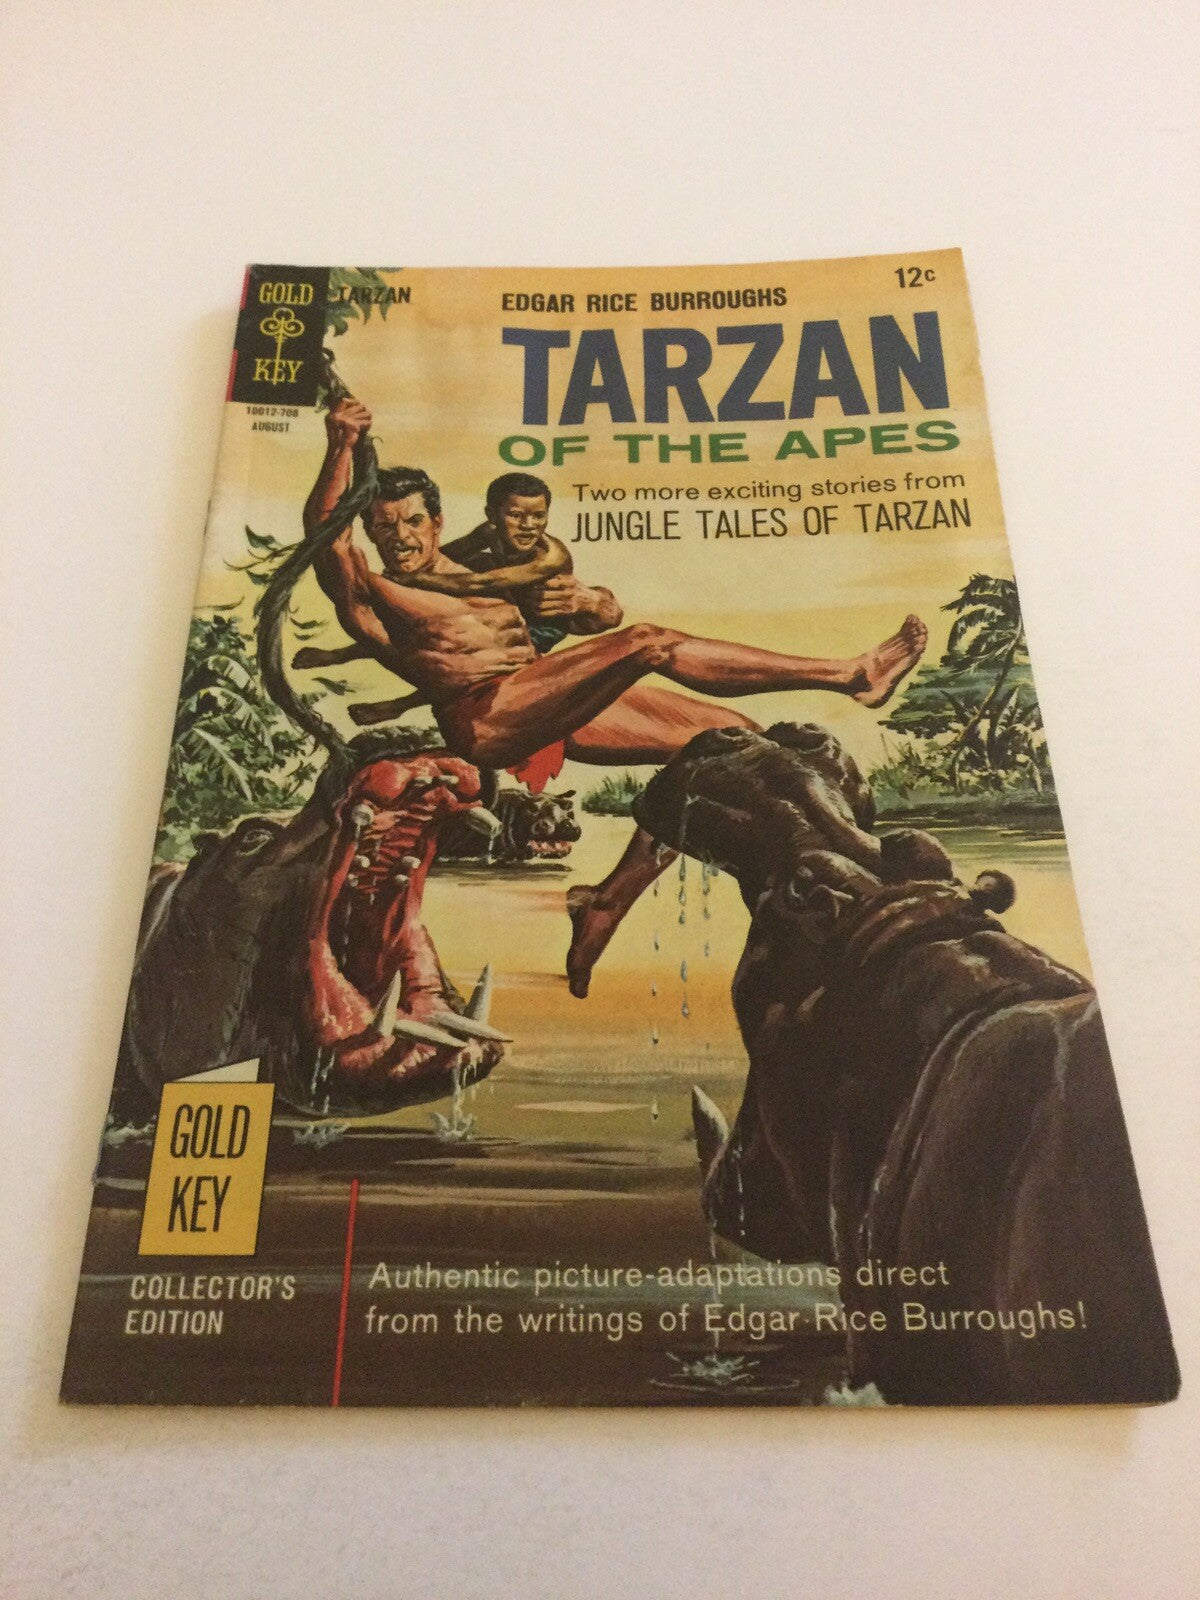 GOLD
KEY
TARZAN
10012-708
AUGUST
12c
EDGAR RICE BURROUGHS
TARZAN
OF THE APES
Two more exciting stories from
JUNGLE TALES OF TARZAN
GOLD
KEY
COLLECTOR'S
EDITION
Authentic picture-adaptations direct
from the writings of Edgar Rice Burroughs!